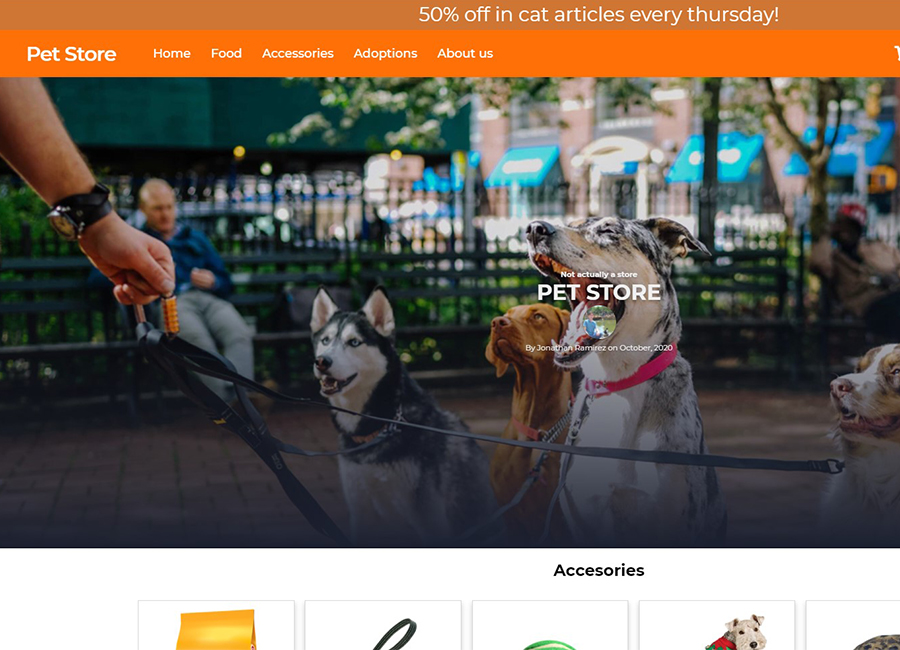 50% off in cat articles every thursday!
Pet Store Home Food Accessories Adoptions About us
Not actually a store
PET STORE
By Jonathan Ramirez on October, 2020
Accesories